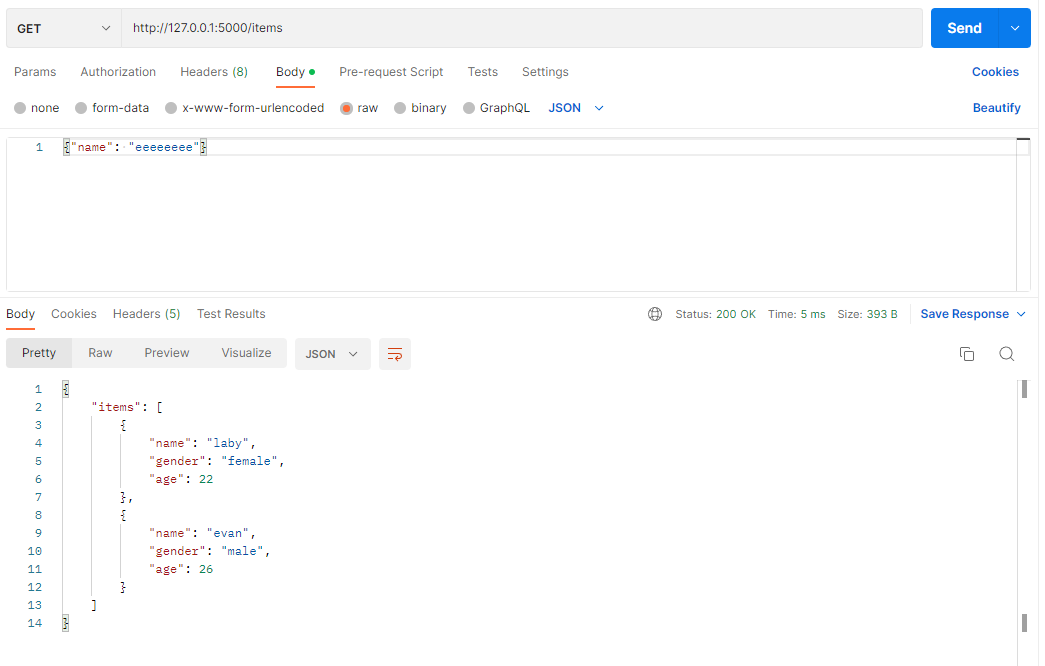 GET http://127.0.0.1:5000/items Send
Params Authorization Headers (8) Body Pre-request Script Tests Settings Cookies
none form-data x-www-form-urlencoded raw binary GraphQL JSON Beautify
1 {"name": "eeeeeeee"}
Body Cookies Headers (5) Test Results Status: 200 OK Time: 5 ms Size: 393 B Save Response
Pretty Raw Preview Visualize JSON
1 {
2 "items": [
3 {
4 "name": "laby",
5 "gender": "female",
6 "age": 22
7 },
8 {
9 "name": "evan",
10 "gender": "male",
11 "age": 26
12 }
13 ]
14 }